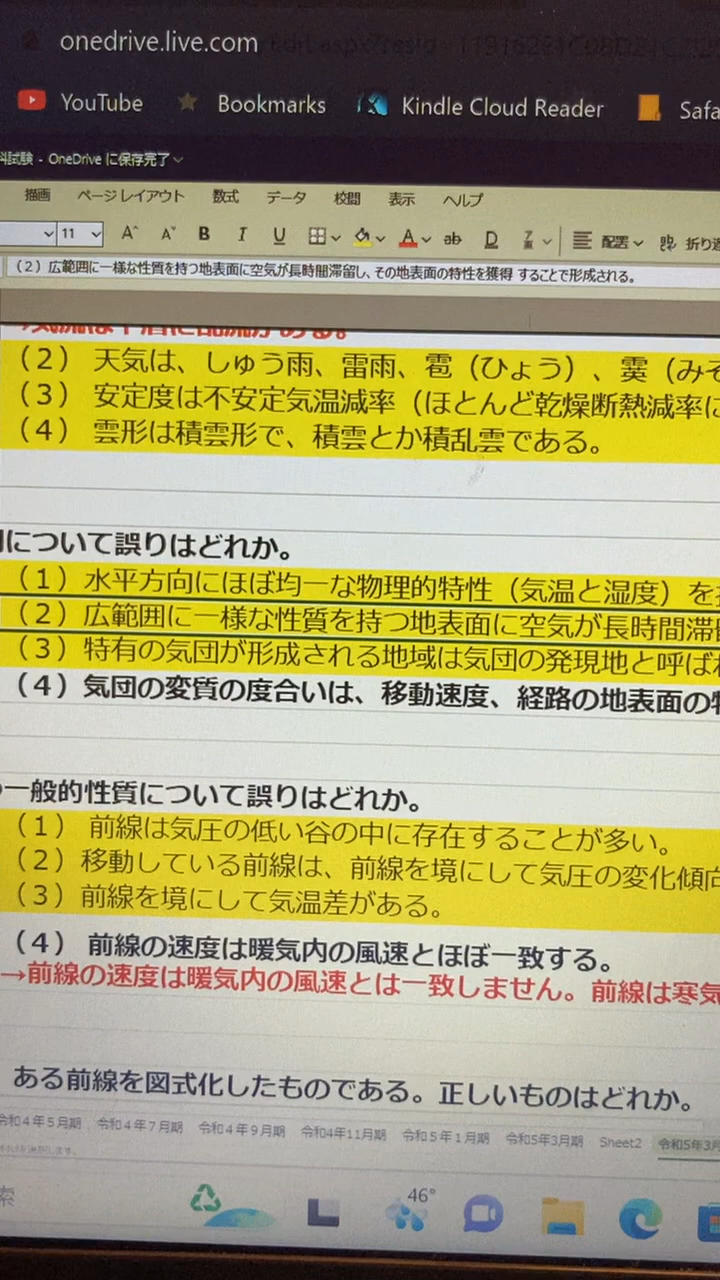 onedrive.live.com
YouTube Bookmarks Kindle Cloud Reader Safa
科試験 - OneDrive に保存完了
描画 ページ レイアウト 数式 データ 校閲 表示 ヘルプ
11 A^ A˅ B I U A ab D 配置 折り返
（2）広範囲に一様な性質を持つ地表面に空気が長時間滞留し、その地表面の特性を獲得 することで形成される。
（2） 天気は、しゅう雨、雷雨、雹（ひょう）、霙（みぞ
（3） 安定度は不安定気温減率（ほとんど乾燥断熱減率に
（4） 雲形は積雲形で、積雲とか積乱雲である。
について誤りはどれか。
（1）水平方向にほぼ均一な物理的特性（気温と湿度）を
（2）広範囲に一様な性質を持つ地表面に空気が長時間滞
（3）特有の気団が形成される地域は気団の発現地と呼ば
（4）気団の変質の度合いは、移動速度、経路の地表面の
一般的性質について誤りはどれか。
（1） 前線は気圧の低い谷の中に存在することが多い。
（2）移動している前線は、前線を境にして気圧の変化傾向
（3）前線を境にして気温差がある。
（4） 前線の速度は暖気内の風速とほぼ一致する。
→前線の速度は暖気内の風速とは一致しません。前線は寒気
ある前線を図式化したものである。正しいものはどれか。
令和４年５月期 令和４年７月期 令和４年９月期 令和4年11月期 令和５年１月期 令和5年3月期 Sheet2 令和5年3月
索 46°